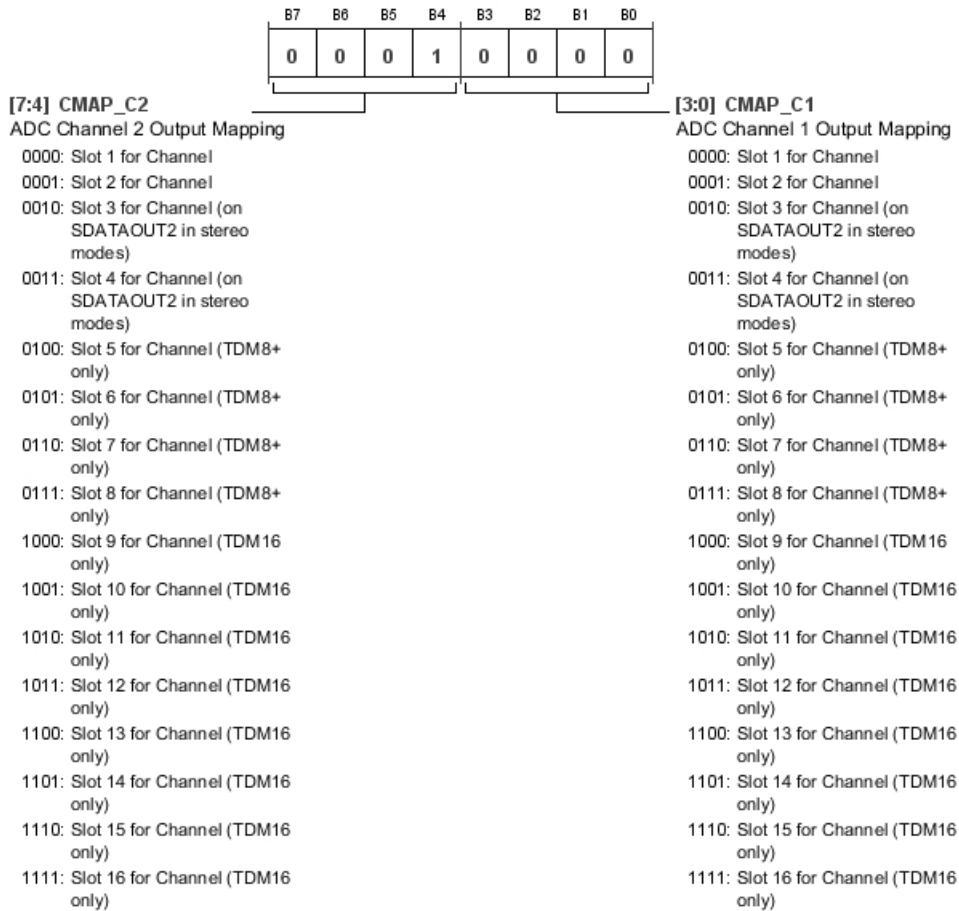 B7 B6 B5 B4 B3 B2 B1 B0
0 0 0 1 0 0 0 0
[7:4] CMAP_C2
ADC Channel 2 Output Mapping
0000: Slot 1 for Channel
0001: Slot 2 for Channel
0010: Slot 3 for Channel (on
SDATAOUT2 in stereo
modes)
0011: Slot 4 for Channel (on
SDATAOUT2 in stereo
modes)
0100: Slot 5 for Channel (TDM8+
only)
0101: Slot 6 for Channel (TDM8+
only)
0110: Slot 7 for Channel (TDM8+
only)
0111: Slot 8 for Channel (TDM8+
only)
1000: Slot 9 for Channel (TDM16
only)
1001: Slot 10 for Channel (TDM16
only)
1010: Slot 11 for Channel (TDM16
only)
1011: Slot 12 for Channel (TDM16
only)
1100: Slot 13 for Channel (TDM16
only)
1101: Slot 14 for Channel (TDM16
only)
1110: Slot 15 for Channel (TDM16
only)
1111: Slot 16 for Channel (TDM16
only)
[3:0] CMAP_C1
ADC Channel 1 Output Mapping
0000: Slot 1 for Channel
0001: Slot 2 for Channel
0010: Slot 3 for Channel (on
SDATAOUT2 in stereo
modes)
0011: Slot 4 for Channel (on
SDATAOUT2 in stereo
modes)
0100: Slot 5 for Channel (TDM8+
only)
0101: Slot 6 for Channel (TDM8+
only)
0110: Slot 7 for Channel (TDM8+
only)
0111: Slot 8 for Channel (TDM8+
only)
1000: Slot 9 for Channel (TDM16
only)
1001: Slot 10 for Channel (TDM16
only)
1010: Slot 11 for Channel (TDM16
only)
1011: Slot 12 for Channel (TDM16
only)
1100: Slot 13 for Channel (TDM16
only)
1101: Slot 14 for Channel (TDM16
only)
1110: Slot 15 for Channel (TDM16
only)
1111: Slot 16 for Channel (TDM16
only)